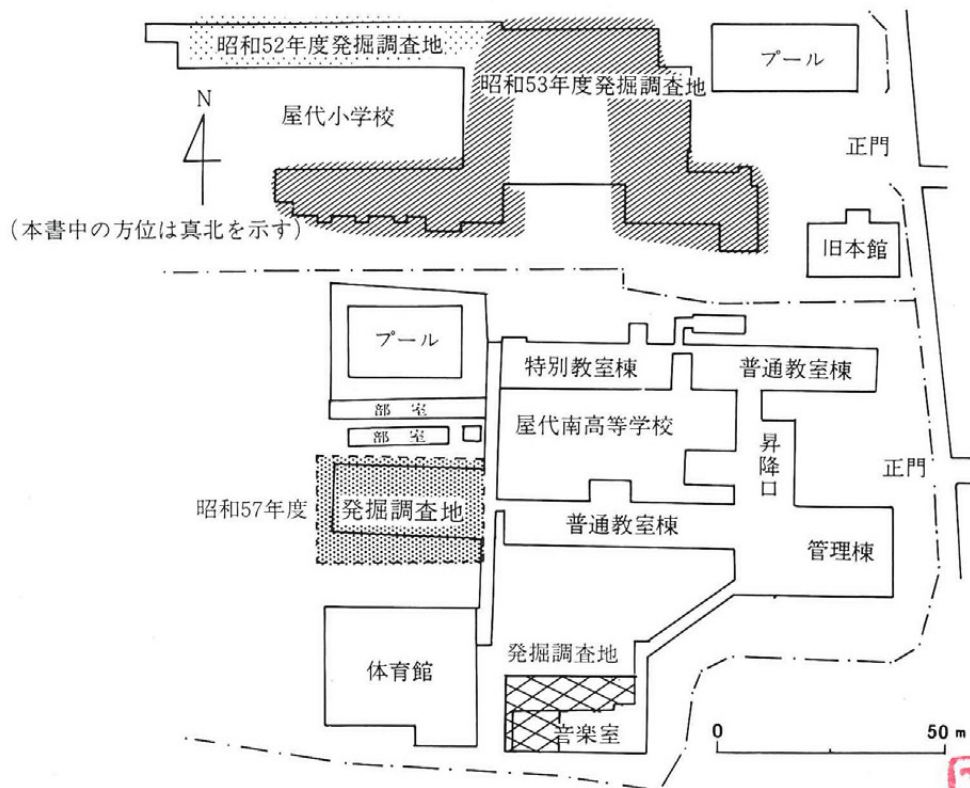 昭和52年度発掘調査地
プール
昭和53年度発掘調査地
N
屋代小学校
正門
(本書中の方位は真北を示す)
旧本館
プール
特別教室棟
普通教室棟
部室
屋代南高等学校
部室
昇降口
正門
昭和57年度
発掘調査地
普通教室棟
管理棟
発掘調査地
体育館
音楽室
0
50 m